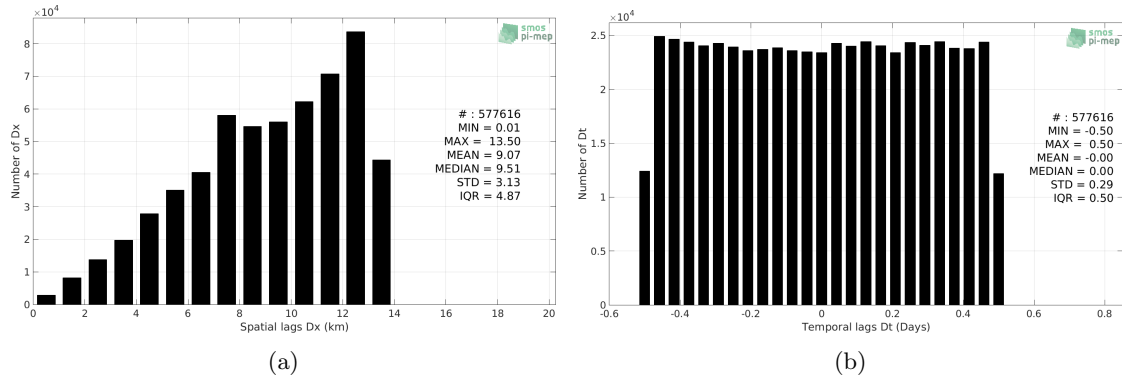 ×10⁴
8
7
6
5
4
3
2
1
0
0 2 4 6 8 10 12 14 16 18 20
Number of Dx
Spatial lags Dx (km)
smos
pi-mep
# : 577616
MIN = 0.01
MAX = 13.50
MEAN = 9.07
MEDIAN = 9.51
STD = 3.13
IQR = 4.87
(a)
×10⁴
2.5
2
1.5
1
0.5
0
-0.6 -0.4 -0.2 0 0.2 0.4 0.6 0.8
Number of Dt
Temporal lags Dt (Days)
smos
pi-mep
# : 577616
MIN = -0.50
MAX = 0.50
MEAN = -0.00
MEDIAN = 0.00
STD = 0.29
IQR = 0.50
(b)